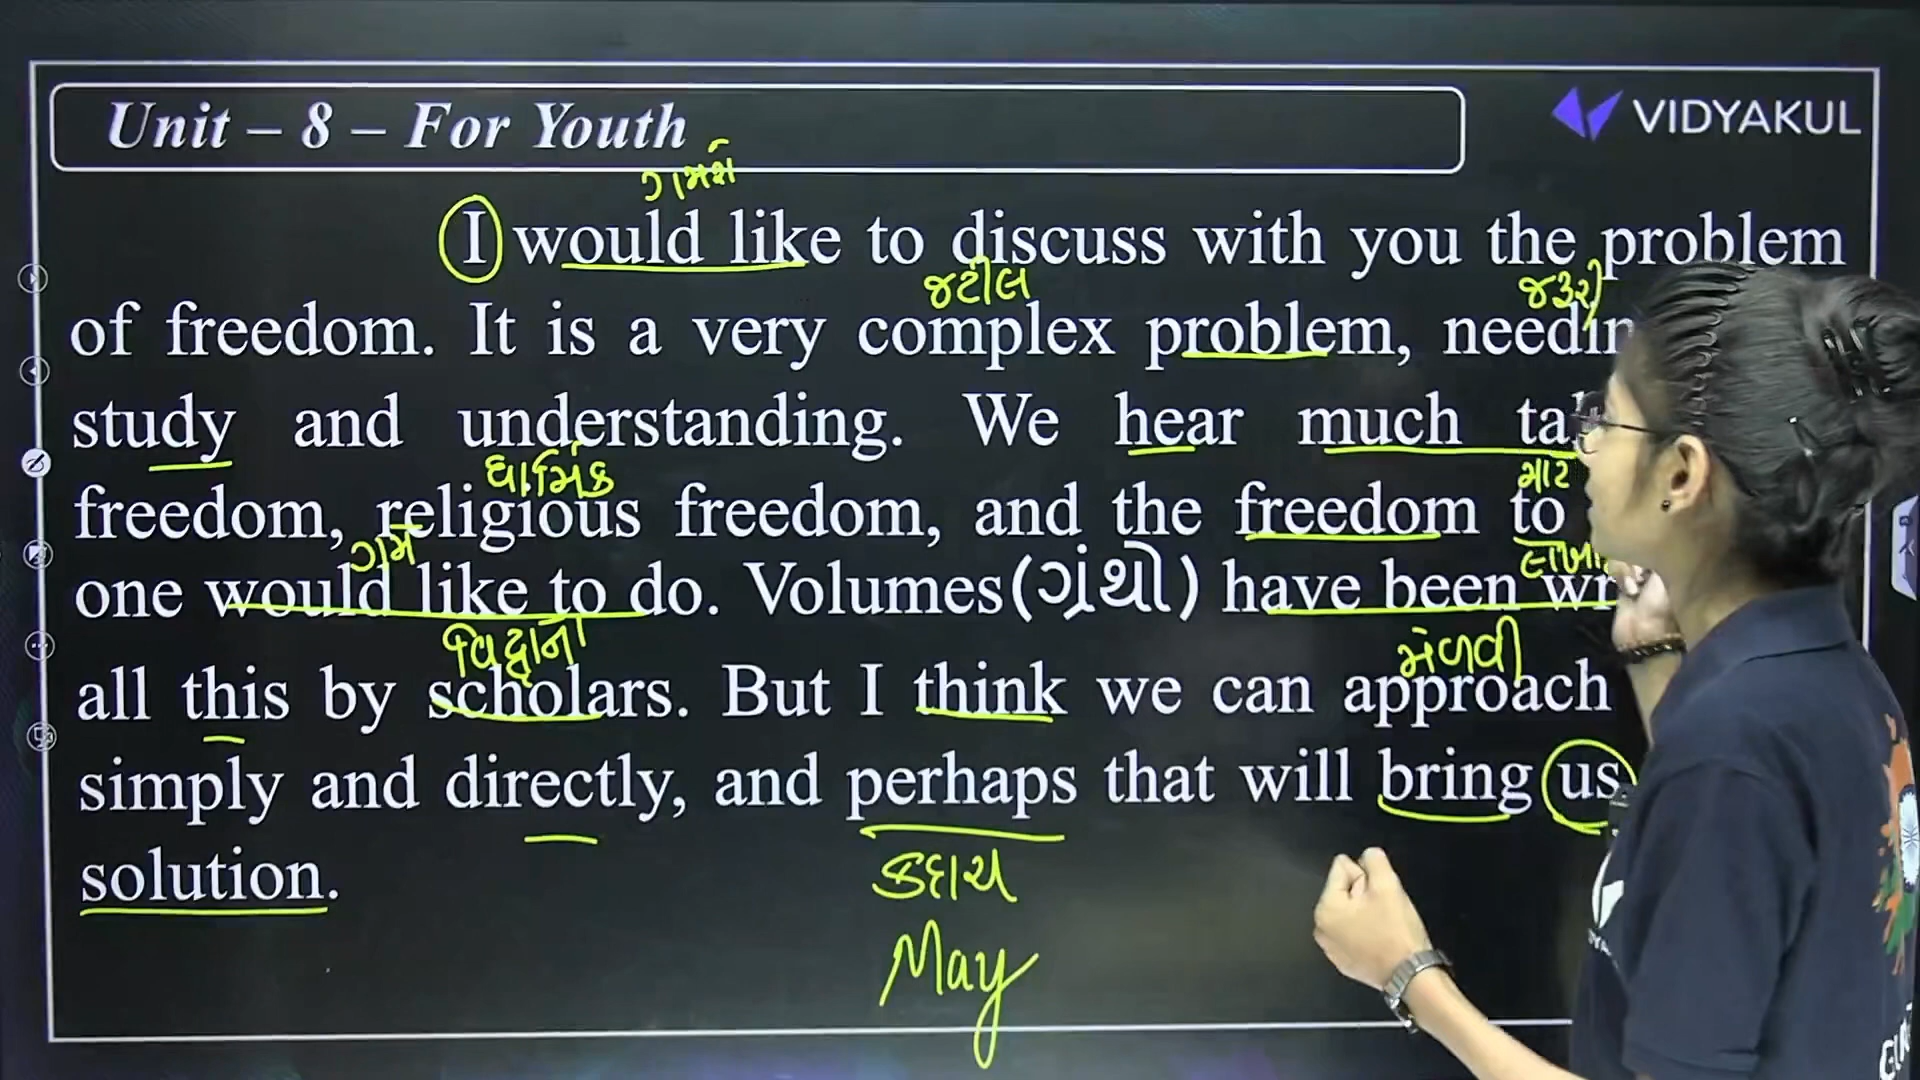 Unit – 8 – For Youth
VIDYAKUL
ગમશે
I would like to discuss with you the problem
જટીલ જરૂરી
of freedom. It is a very complex problem,
study and understanding. We hear much
ધાર્મિક માટે
freedom, religious freedom, and the freedom to
ગમે
one would like to do. Volumes (ગ્રંથો) have been
વિદ્વાનો મેળવી
all this by scholars. But I think we can approach
simply and directly, and perhaps that will bring us
solution.
કદાચ
May